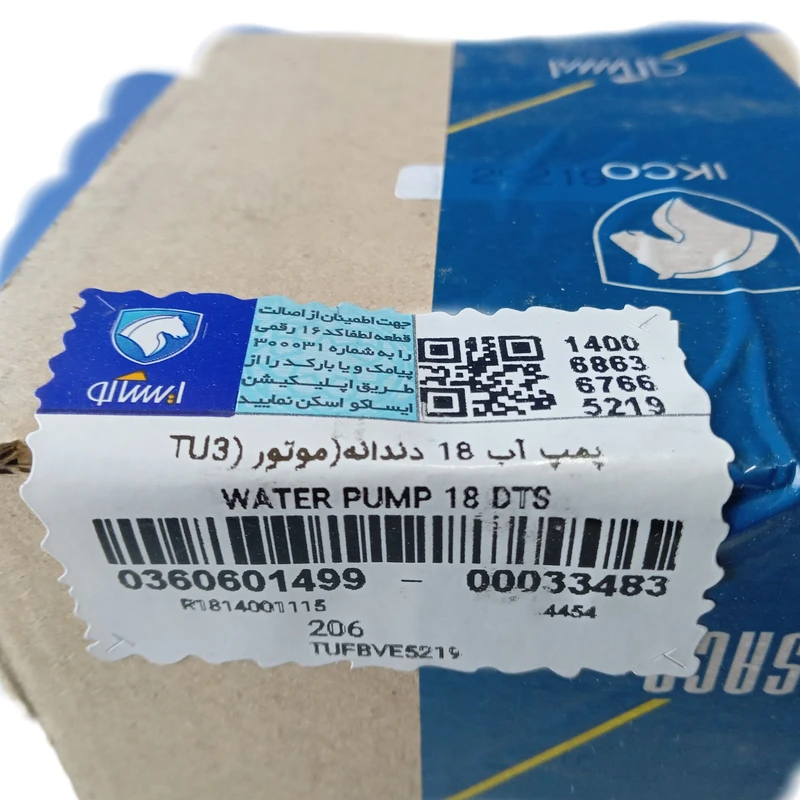 ایساکو
IKCO
ایساکو
جهت اطمینان از اصالت
قطعه لطفا کد ۱۶ رقمی
را به شماره ۳۰۰۰۳۱
پیامک و یا بارکد را از
طریق اپلیکیشن
ایساکو اسکن نمایید
1400
6863
6766
5219
پمپ آب 18 دندانه(موتور (TU3
WATER PUMP 18 DTS
0360601499 - 00033483
R1814001115 4454
206
TUFBVE5219